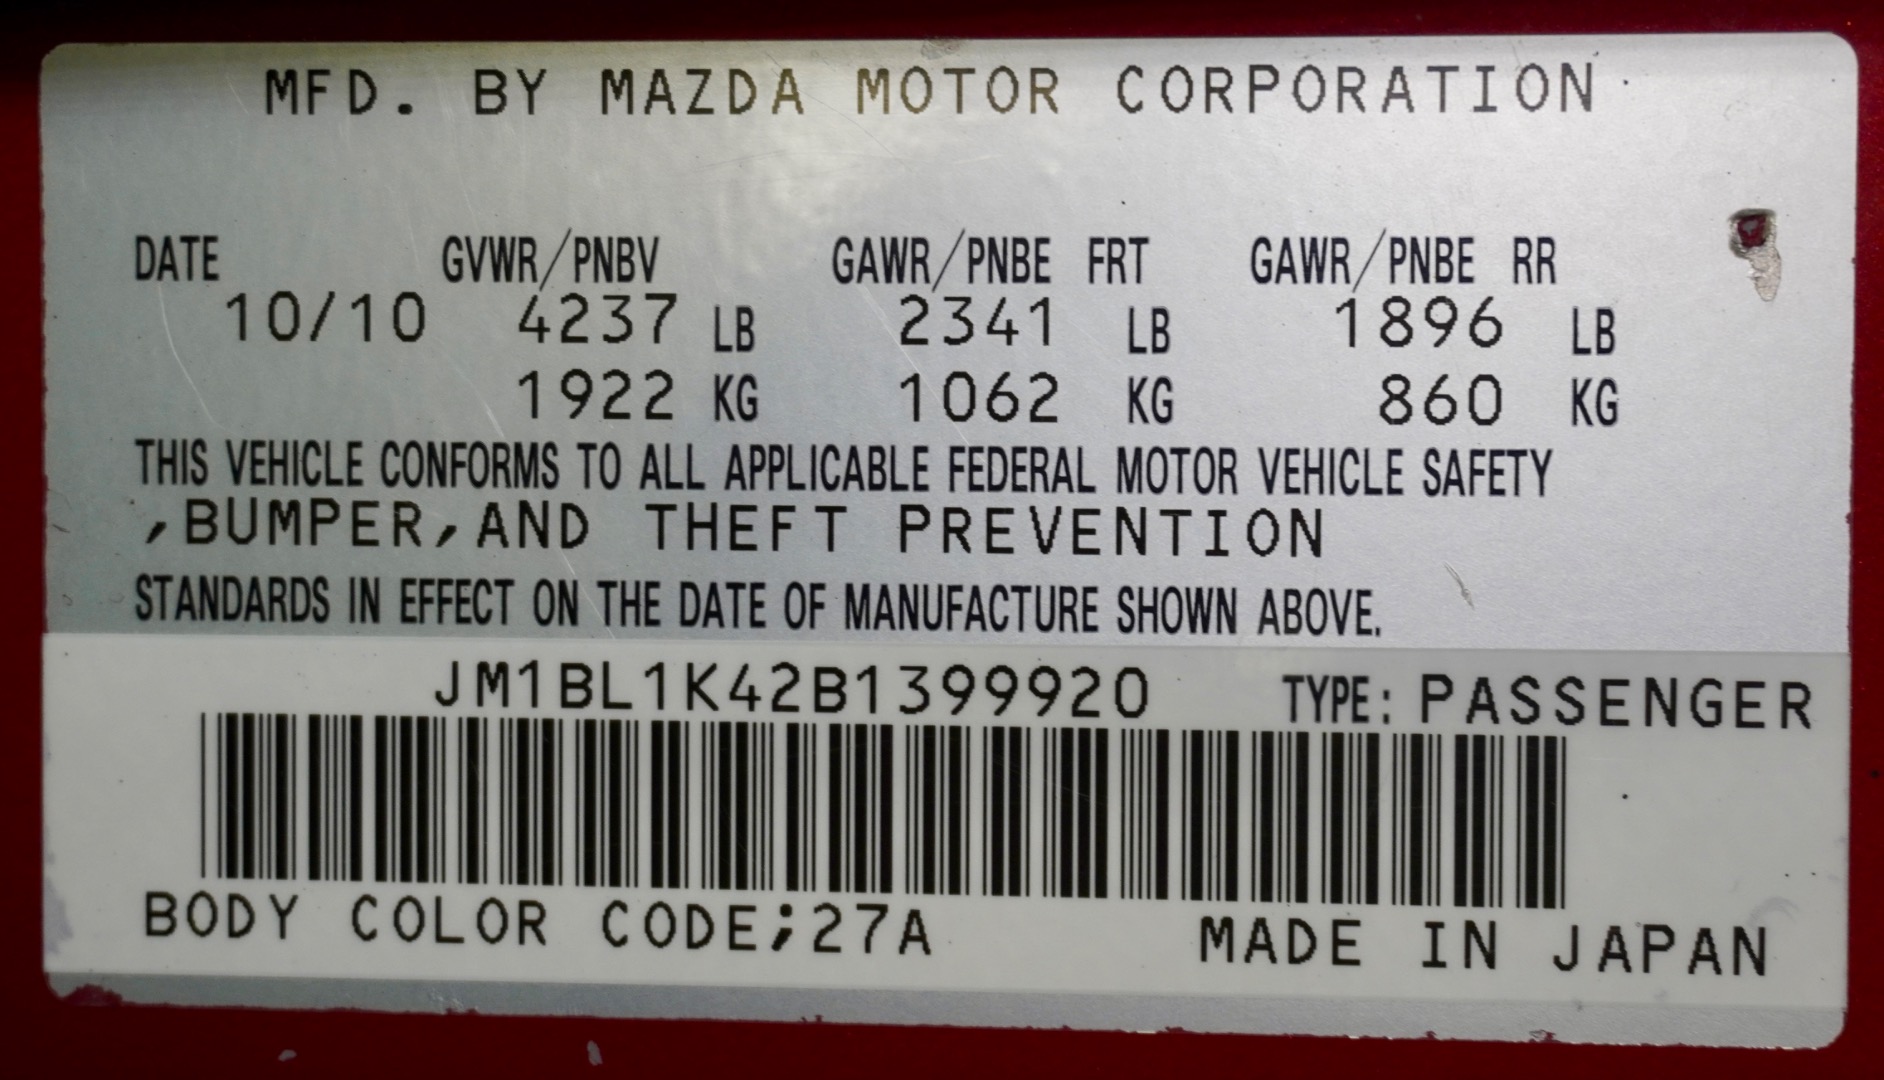 MFD. BY MAZDA MOTOR CORPORATION
DATE GVWR/PNBV GAWR/PNBE FRT GAWR/PNBE RR
10/10 4237 LB 2341 LB 1896 LB
1922 KG 1062 KG 860 KG
THIS VEHICLE CONFORMS TO ALL APPLICABLE FEDERAL MOTOR VEHICLE SAFETY
,BUMPER,AND THEFT PREVENTION
STANDARDS IN EFFECT ON THE DATE OF MANUFACTURE SHOWN ABOVE.
JM1BL1K42B1399920 TYPE: PASSENGER
BODY COLOR CODE;27A MADE IN JAPAN